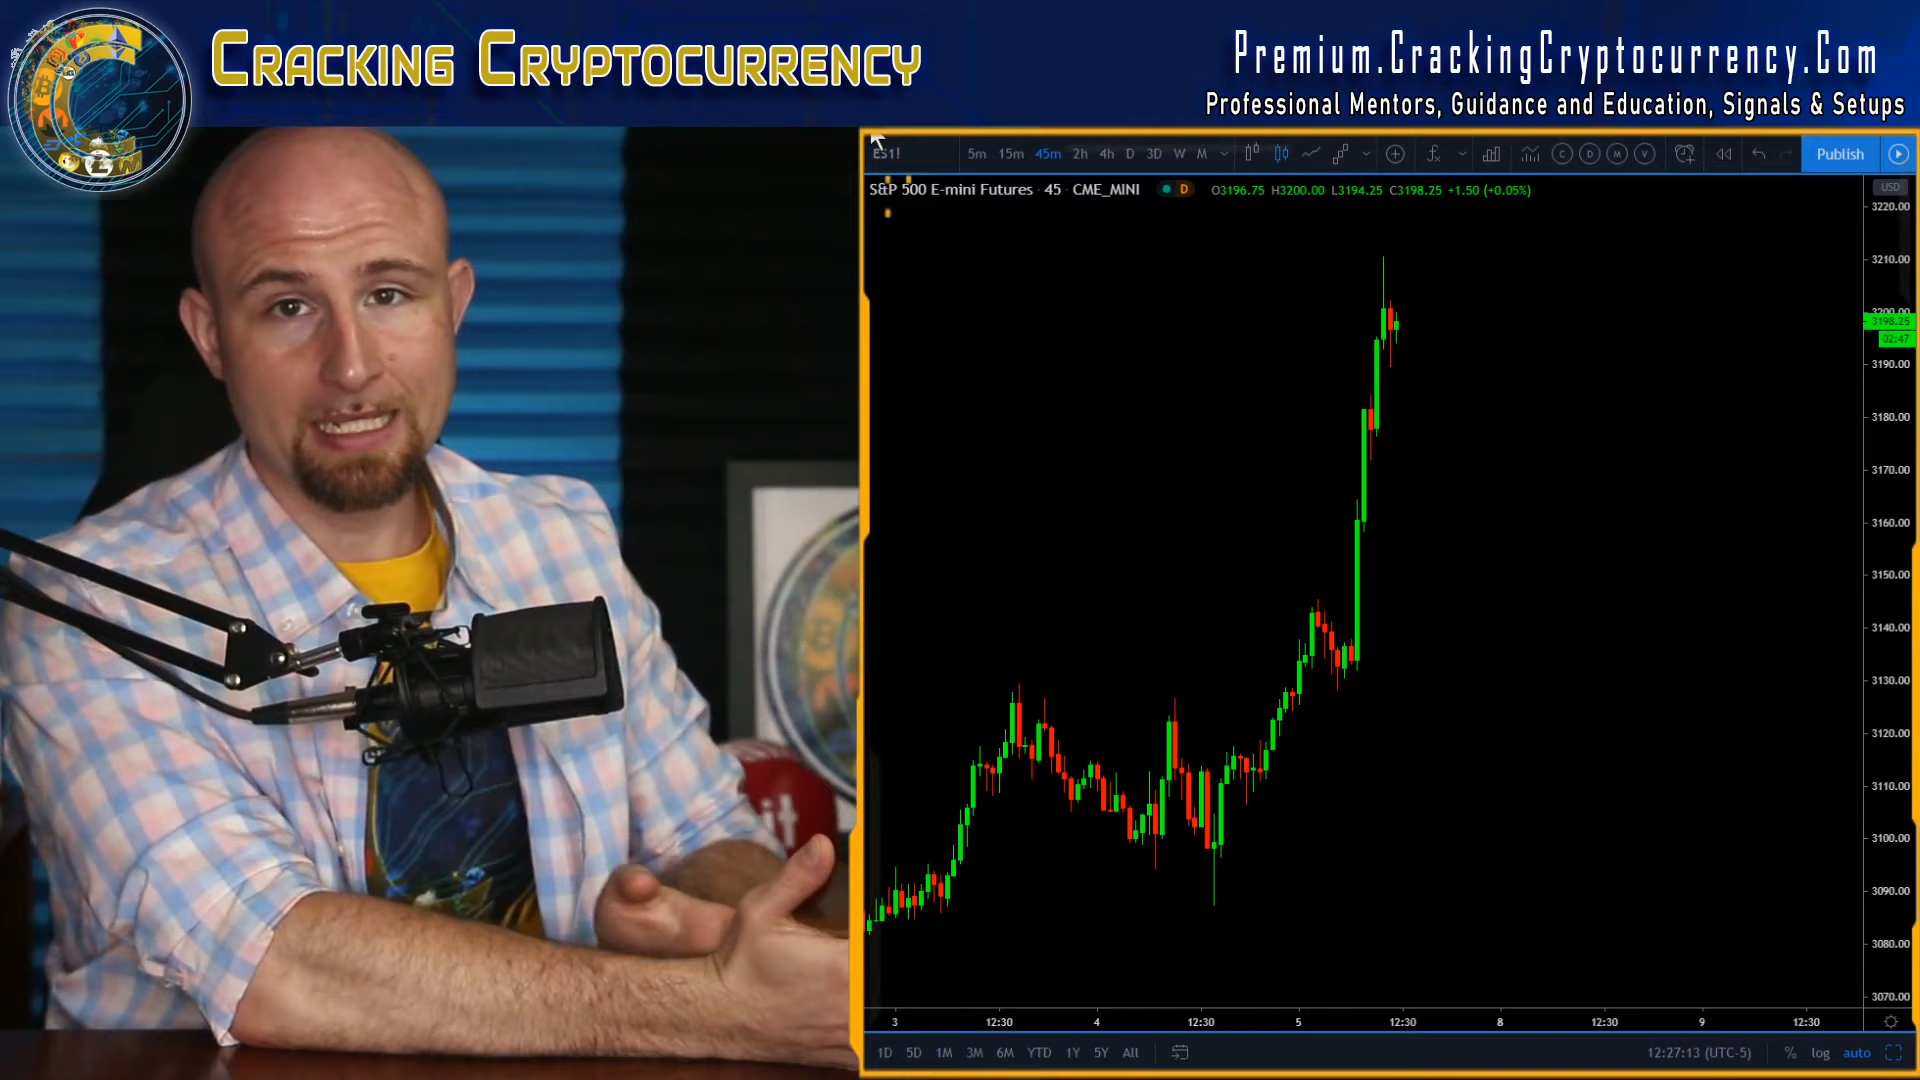 CRACKING CRYPTOCURRENCY
Premium.CrackingCryptocurrency.Com
Professional Mentors, Guidance and Education, Signals & Setups
ES1! 5m 15m 45m 2h 4h D 3D W M C D M V Publish
S&P 500 E-mini Futures · 45 · CME_MINI D O3196.75 H3200.00 L3194.25 C3198.25 +1.50 (+0.05%)
USD
3220.00
3210.00
3200.00
3198.25
02:47
3190.00
3180.00
3170.00
3160.00
3150.00
3140.00
3130.00
3120.00
3110.00
3100.00
3090.00
3080.00
3070.00
3 12:30 4 12:30 5 12:30 8 12:30 9 12:30
1D 5D 1M 3M 6M YTD 1Y 5Y All 12:27:13 (UTC-5) % log auto